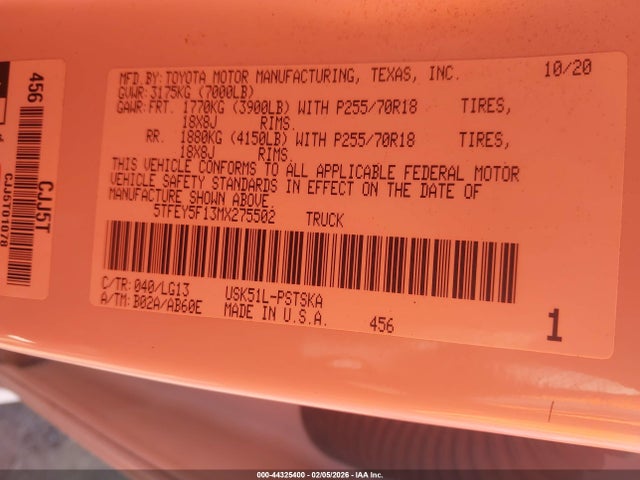 MFD.BY:TOYOTA MOTOR MANUFACTURING, TEXAS, INC. 10/20
GVWR:3175KG (7000LB)
GAWR:FRT. 1770KG (3900LB) WITH P255/70R18 TIRES,
18X8J RIMS.
RR. 1880KG (4150LB) WITH P255/70R18 TIRES,
18X8J RIMS.
THIS VEHICLE CONFORMS TO ALL APPLICABLE FEDERAL MOTOR
VEHICLE SAFETY STANDARDS IN EFFECT ON THE DATE OF
MANUFACTURE SHOWN ABOVE.
5TFEY5F13MX275502 TRUCK
C/TR: 040/LG13 USK51L-PSTSKA
A/TM: B02A/AB60E MADE IN U.S.A. 456 1
456
CJJ5T
CJJ5T01078
000-44325400 - 02/05/2026 - IAA Inc.